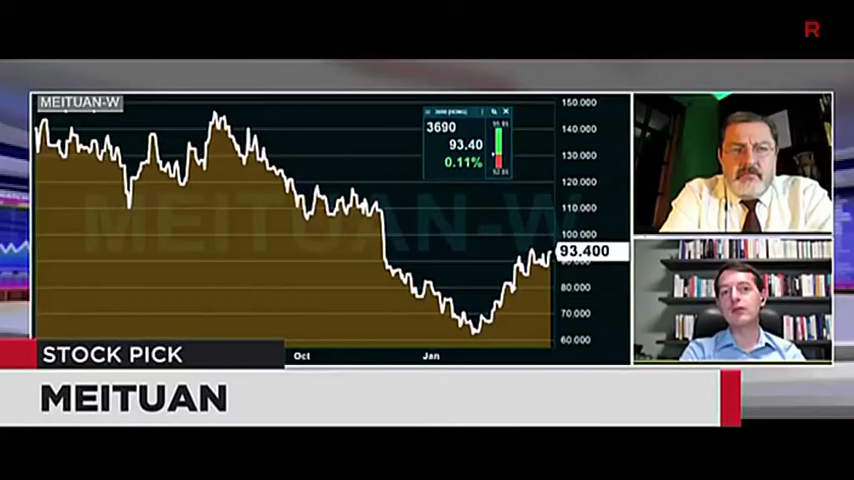 R
MEITUAN-W
3690
93.40
0.11%
150.000
140.000
130.000
120.000
110.000
100.000
93.400
80.000
70.000
60.000
MEITUAN-W
Oct
Jan
STOCK PICK
MEITUAN